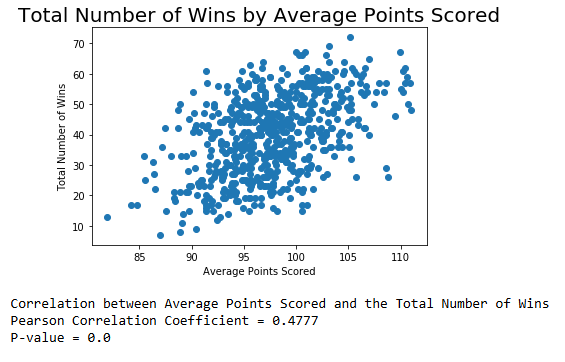 Total Number of Wins by Average Points Scored
70
60
50
40
30
20
10
Total Number of Wins
85
90
95
100
105
110
Average Points Scored
Correlation between Average Points Scored and the Total Number of Wins
Pearson Correlation Coefficient = 0.4777
P-value = 0.0